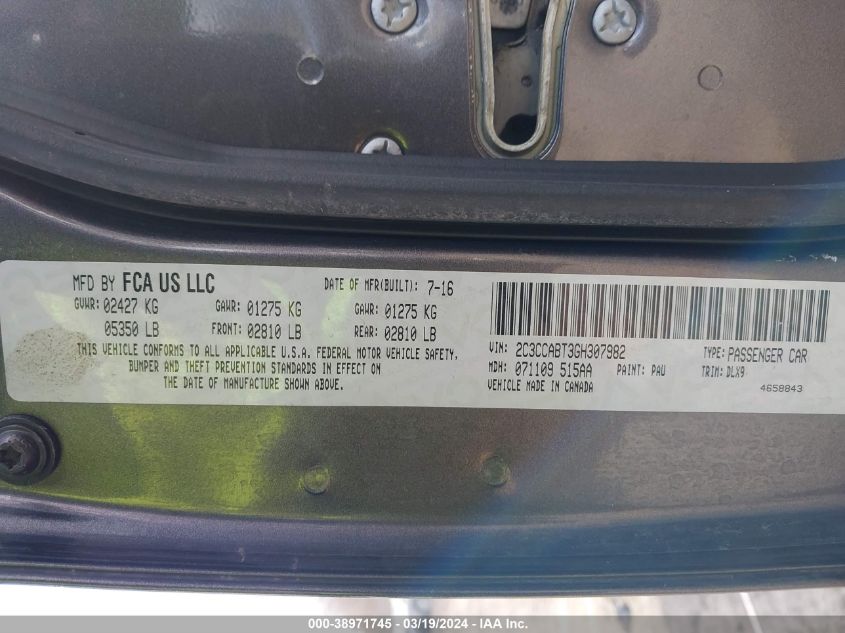 MFD BY FCA US LLC DATE OF MFR(BUILT): 7-16
GVWR: 02427 KG GAWR: 01275 KG GAWR: 01275 KG
05350 LB FRONT: 02810 LB REAR: 02810 LB
THIS VEHICLE CONFORMS TO ALL APPLICABLE U.S.A. FEDERAL MOTOR VEHICLE SAFETY,
BUMPER AND THEFT PREVENTION STANDARDS IN EFFECT ON
THE DATE OF MANUFACTURE SHOWN ABOVE.
VIN: 2C3CCABT3GH307982 TYPE: PASSENGER CAR
MDH: 071109 515AA PAINT: PAU TRIM: DLX9
VEHICLE MADE IN CANADA 4658843
000-38971745 - 03/19/2024 - IAA Inc.